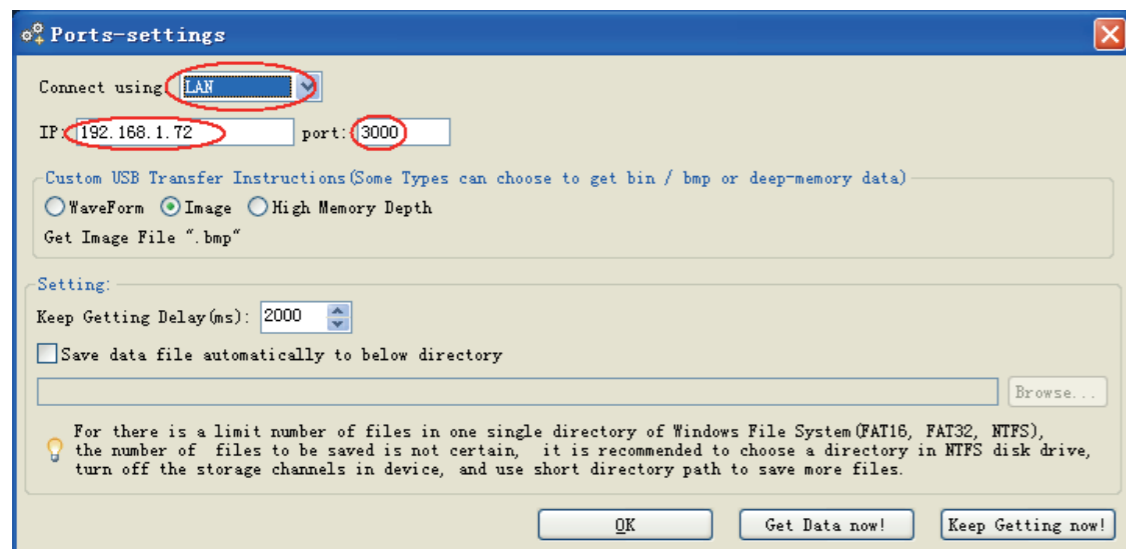 Ports-settings
Connect using: LAN
IP: 192.168.1.72 port: 3000
Custom USB Transfer Instructions(Some Types can choose to get bin / bmp or deep-memory data)
WaveForm Image High Memory Depth
Get Image File ".bmp"
Setting:
Keep Getting Delay(ms): 2000
Save data file automatically to below directory
Browse...
For there is a limit number of files in one single directory of Windows File System(FAT16, FAT32, NTFS),
the number of files to be saved is not certain, it is recommended to choose a directory in NTFS disk drive,
turn off the storage channels in device, and use short directory path to save more files.
OK Get Data now! Keep Getting now!